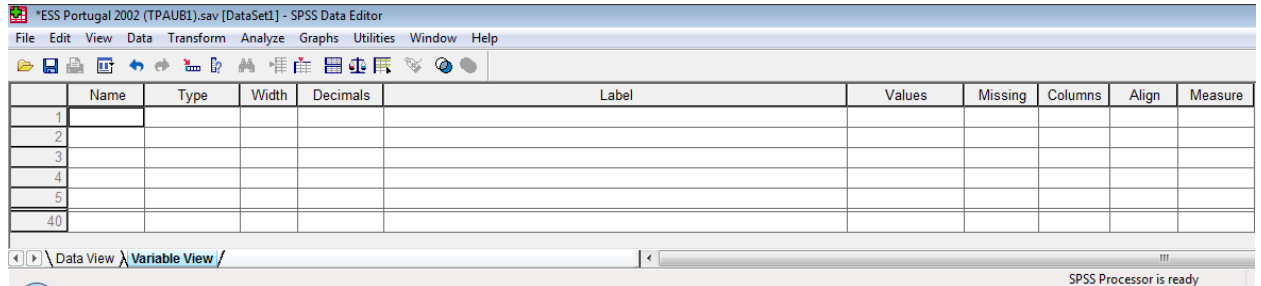 *ESS Portugal 2002 (TPAUB1).sav [DataSet1] - SPSS Data Editor
File Edit View Data Transform Analyze Graphs Utilities Window Help
Name Type Width Decimals Label Values Missing Columns Align Measure
1
2
3
4
5
40
Data View Variable View
SPSS Processor is ready